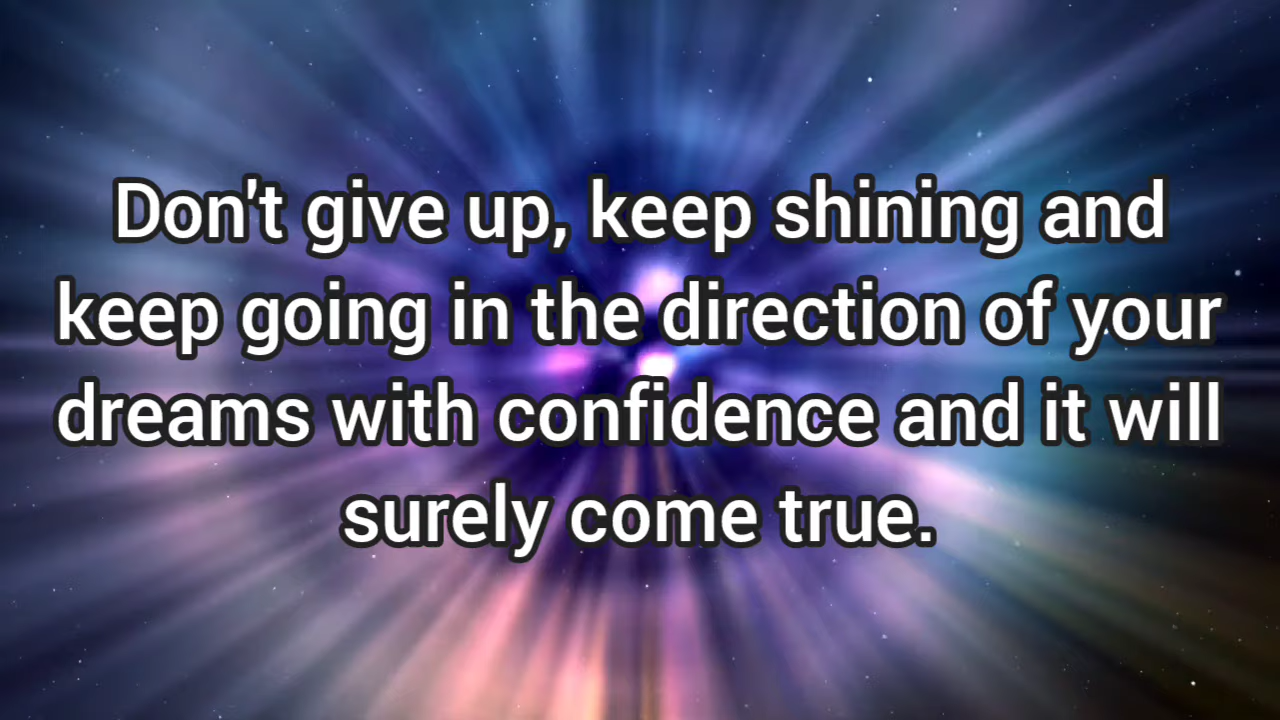 Don't give up, keep shining and
keep going in the direction of your
dreams with confidence and it will
surely come true.